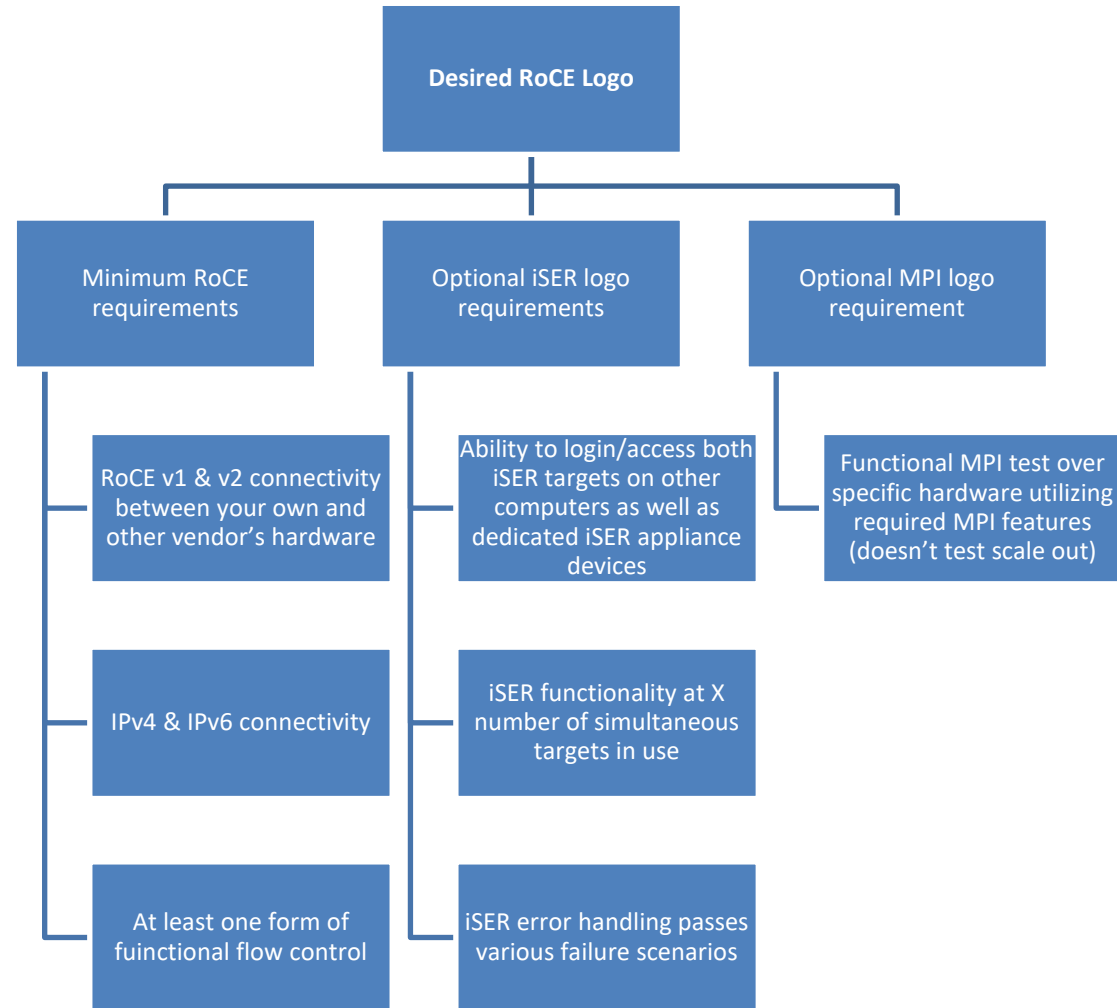 Desired RoCE Logo
Minimum RoCE
requirements
RoCE v1 & v2 connectivity
between your own and
other vendor’s hardware
IPv4 & IPv6 connectivity
At least one form of
fuinctional flow control
Optional iSER logo
requirements
Ability to login/access both
iSER targets on other
computers as well as
dedicated iSER appliance
devices
iSER functionality at X
number of simultaneous
targets in use
iSER error handling passes
various failure scenarios
Optional MPI logo
requirement
Functional MPI test over
specific hardware utilizing
required MPI features
(doesn’t test scale out)